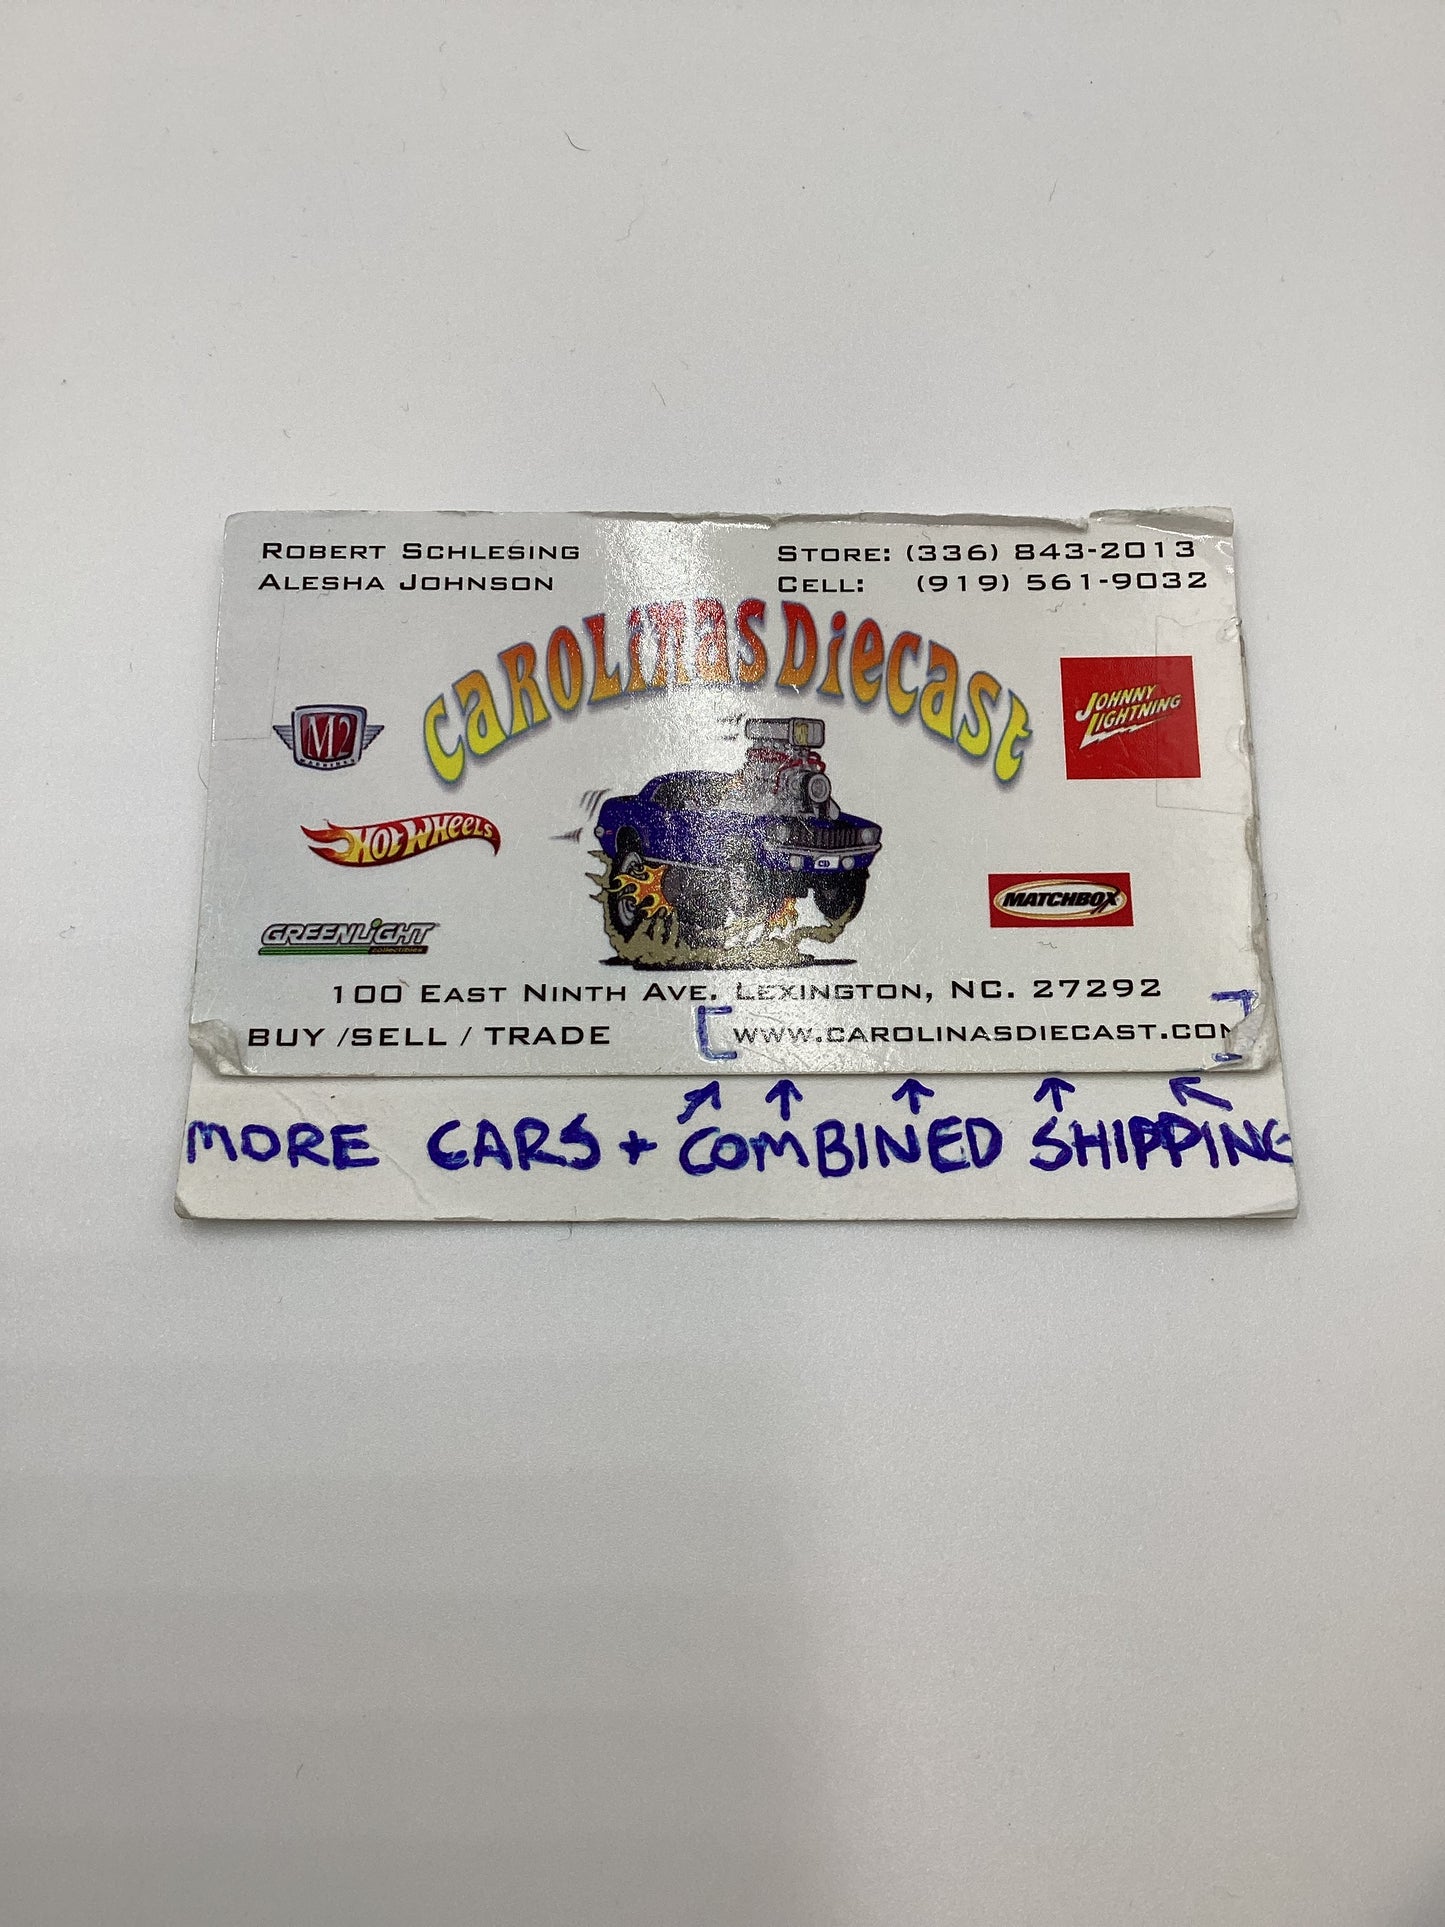 ROBERT SCHLESING
ALESHA JOHNSON
STORE: (336) 843-2013
CELL: (919) 561-9032
CAROLINAS DIECAST
M2
MACHINES
JOHNNY
LIGHTNING
HOT WHEELS
MATCHBOX
GREENLIGHT
collectibles
100 EAST NINTH AVE. LEXINGTON, NC. 27292
BUY /SELL / TRADE WWW.CAROLINASDIECAST.COM
MORE CARS + COMBINED SHIPPING